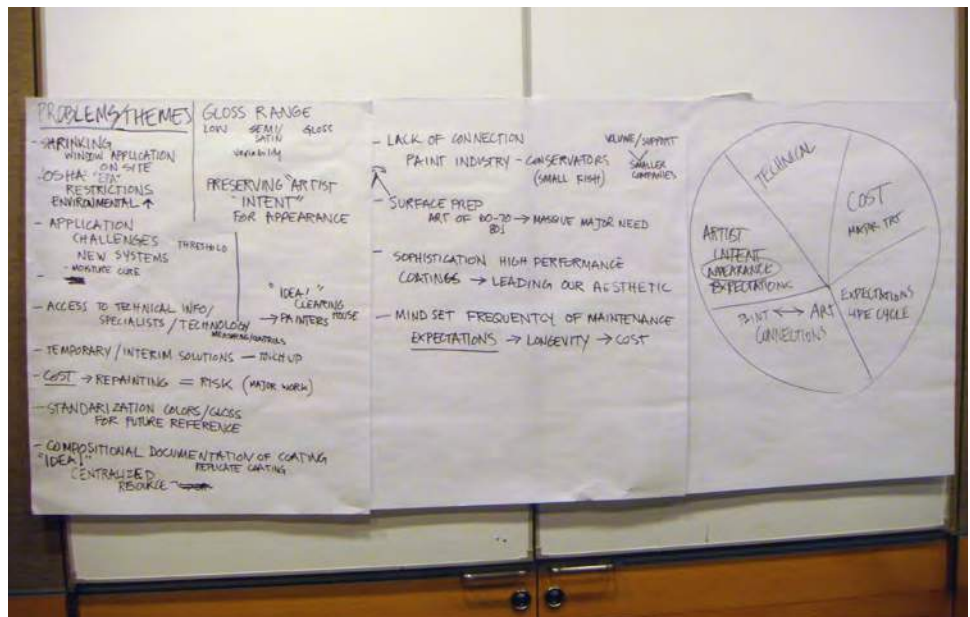 PROBLEMS/THEMES
- SHRINKING
WINDOW APPLICATION
ON SITE
- OSHA "EPA"
RESTRICTIONS
ENVIRONMENTAL ↑
- APPLICATION
CHALLENGES
NEW SYSTEMS
- MOISTURE CURE
-
- ACCESS TO TECHNICAL INFO/
SPECIALISTS/TECHNOLOGY
MEASURING/CONTROLS
- TEMPORARY/INTERIM SOLUTIONS — TOUCH UP
- COST → REPAINTING = RISK (MAJOR WORK)
- STANDARIZATION COLORS/GLOSS
FOR FUTURE REFERENCE
- COMPOSITIONAL DOCUMENTATION OF COATING
"IDEA!" REPLICATE COATING
CENTRALIZED
RESOURCE
GLOSS RANGE
LOW SEMI/ GLOSS
SATIN
variability
PRESERVING "ARTIST
"INTENT"
FOR APPEARANCE
THRESHOLD
"IDEA!"
CLEARING
HOUSE
→ PAINTERS
- LACK OF CONNECTION
PAINT INDUSTRY - CONSERVATORS
(SMALL FISH)
VOLUME/SUPPORT
SMALLER
COMPANIES
- SURFACE PREP
ART OF 60-70 → MASSIVE MAJOR NEED
80]
- SOPHISTICATION HIGH PERFORMANCE
COATINGS → LEADING OUR AESTHETIC
- MIND SET FREQUENTCY OF MAINTENANCE
EXPECTATIONS → LONGEVITY → COST
TECHNICAL
COST
MAJOR TRT
ARTIST
INTENT
APPEARANCE
EXPECTATIONS
EXPECTATIONS
LIFE CYCLE
PAINT ↔ ART
CONNECTIONS